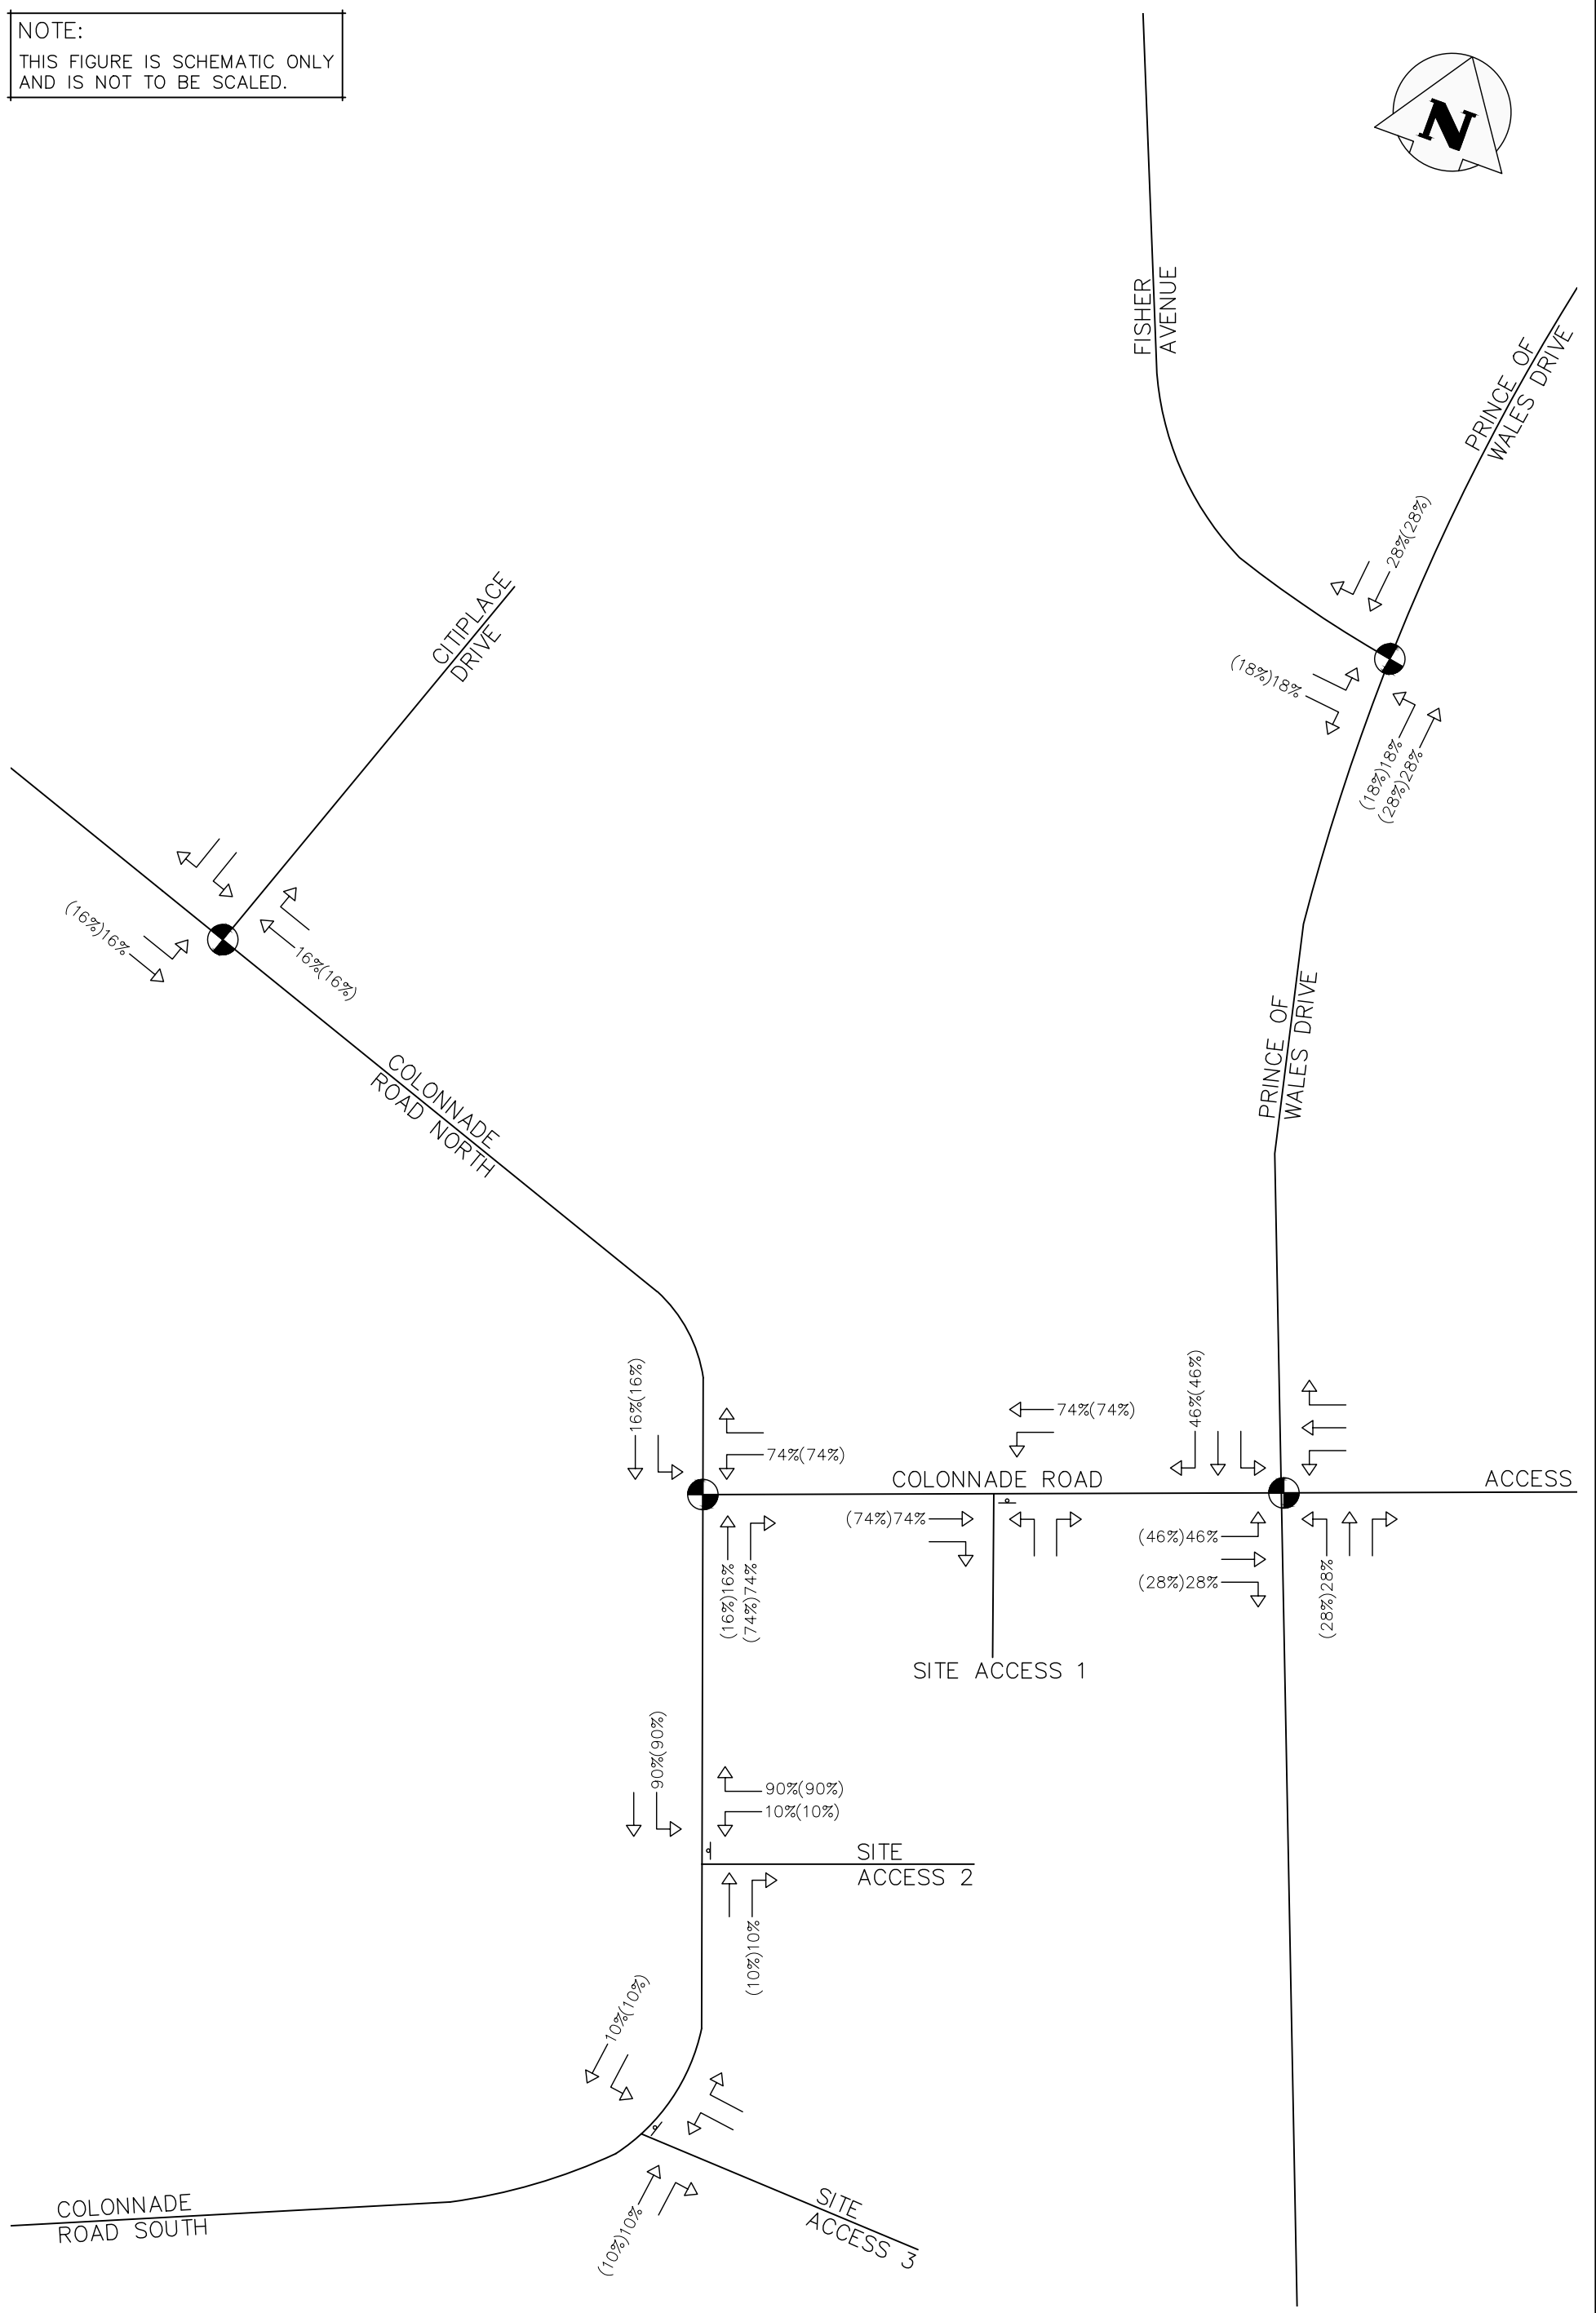 NOTE:
THIS FIGURE IS SCHEMATIC ONLY
AND IS NOT TO BE SCALED.
N
FISHER
AVENUE
PRINCE OF
WALES DRIVE
28%(28%)
(18%)18%
(18%)18%
(28%)28%
CITIPLACE
DRIVE
(16%)16%
16%(16%)
COLONNADE
ROAD NORTH
PRINCE OF
WALES DRIVE
16%(16%)
74%(74%)
74%(74%)
46%(46%)
COLONNADE ROAD
ACCESS
(74%)74%
(46%)46%
(28%)28%
(16%)16%
(74%)74%
(28%)28%
SITE ACCESS 1
90%(90%)
90%(90%)
10%(10%)
SITE
ACCESS 2
(10%)10%
10%(10%)
(10%)10%
SITE
ACCESS 3
COLONNADE
ROAD SOUTH